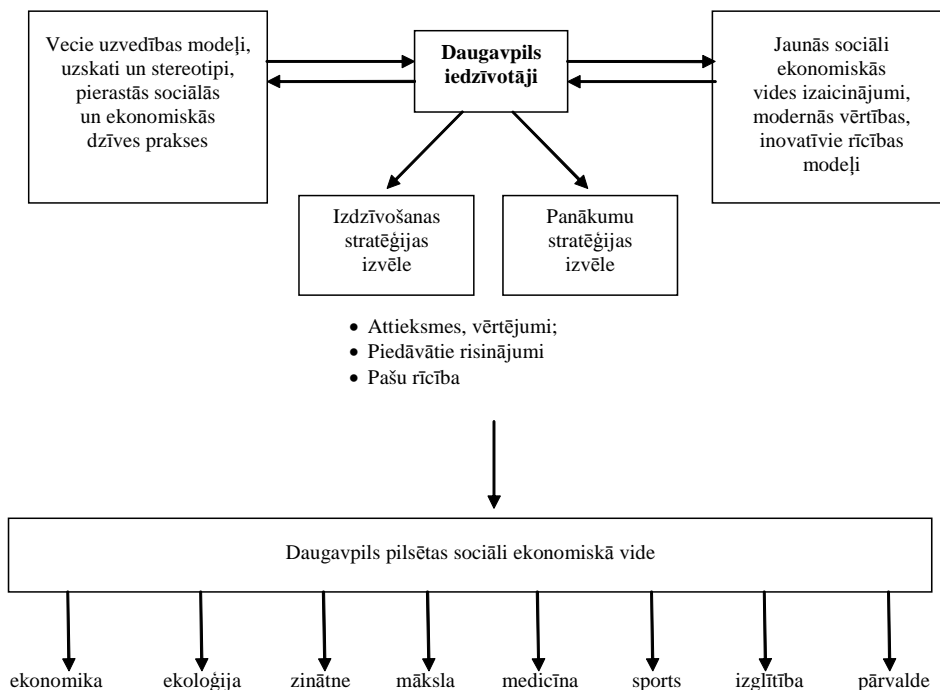 Vecie uzvedības modeļi,
uzskati un stereotipi,
pierastās sociālās
un ekonomiskās
dzīves prakses
Daugavpils
iedzīvotāji
Jaunās sociāli
ekonomiskās
vides izaicinājumi,
modernās vērtības,
inovatīvie rīcības
modeļi
Izdzīvošanas
stratēģijas
izvēle
Panākumu
stratēģijas
izvēle
• Attieksmes, vērtējumi;
• Piedāvātie risinājumi
• Pašu rīcība
Daugavpils pilsētas sociāli ekonomiskā vide
ekonomika ekoloģija zinātne māksla medicīna sports izglītība pārvalde